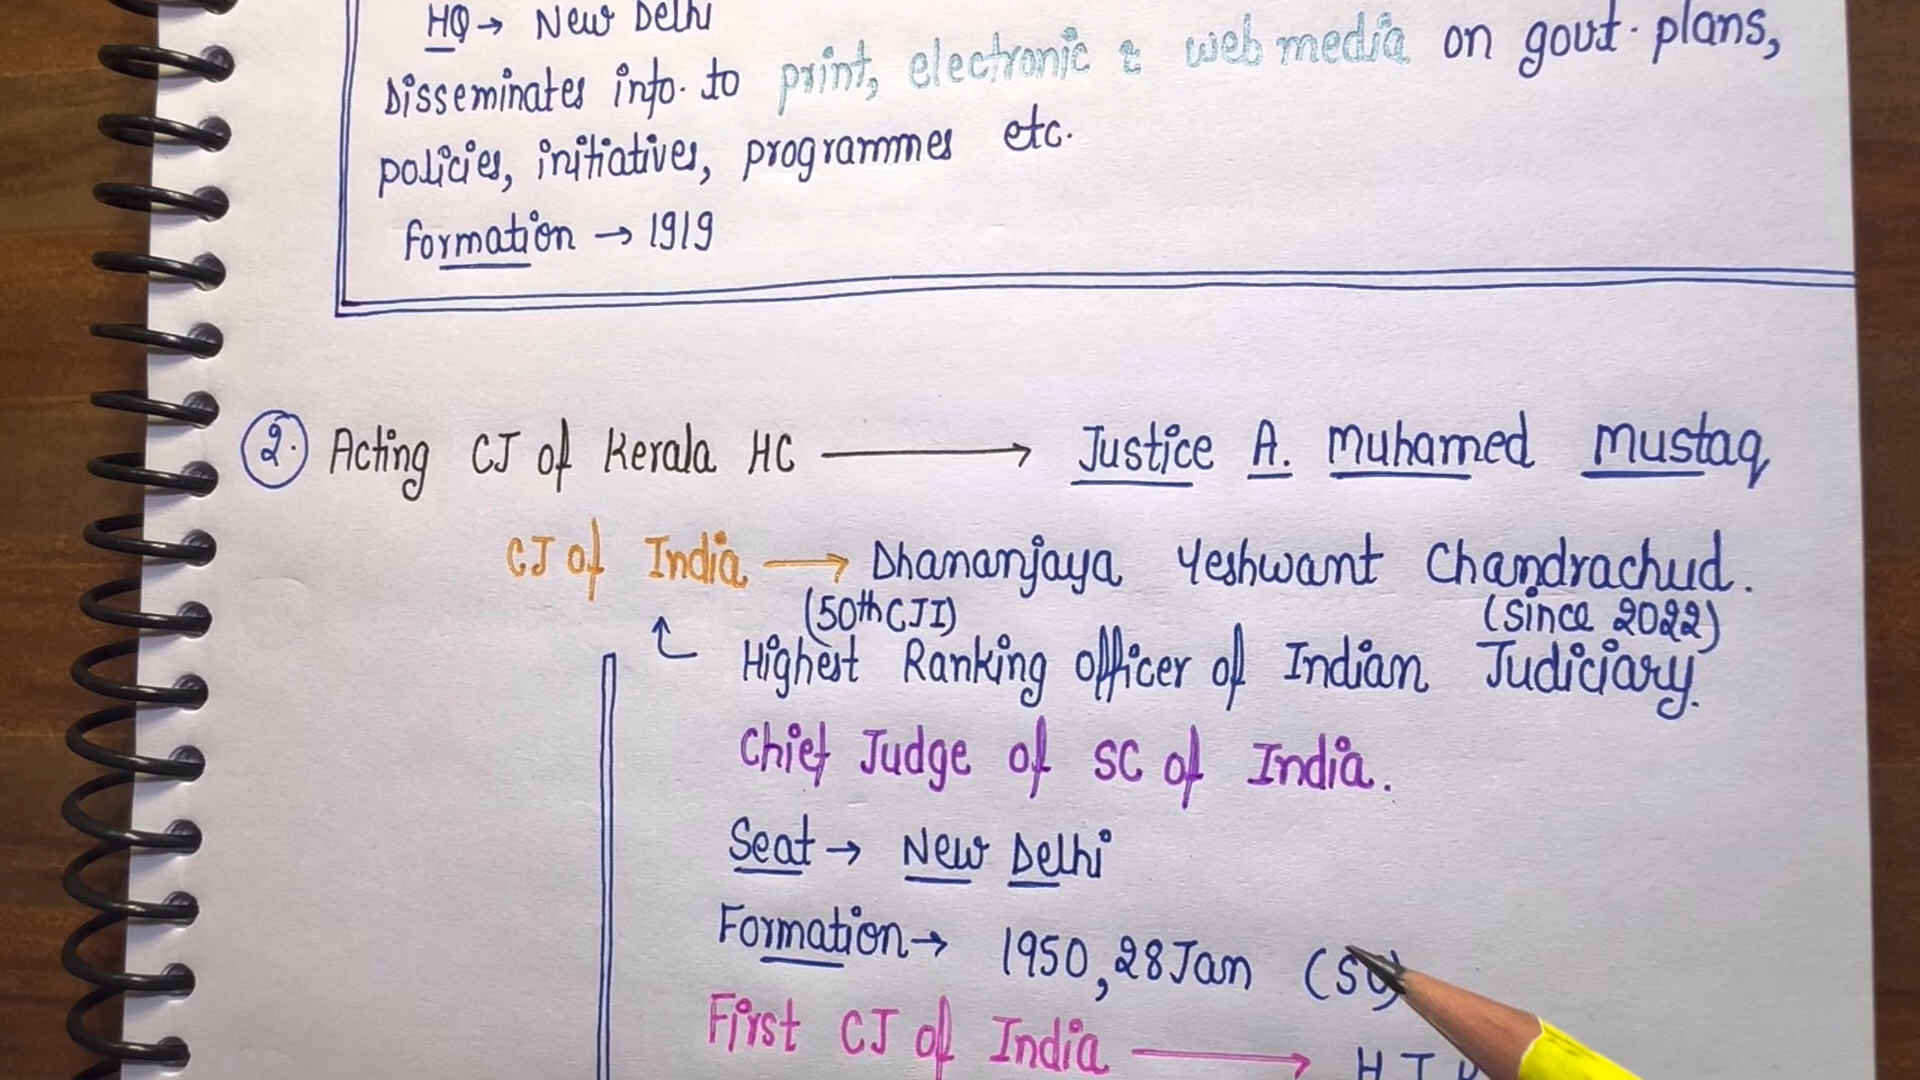 HQ → New Delhi
Disseminates info. to print, electronic & web media on govt. plans,
policies, initiatives, programmes etc.
Formation → 1919
2. Acting CJ of Kerala HC → Justice A. Muhamed Mustaq
CJ of India → Dhananjaya Yeshwant Chandrachud.
(50th CJI) (since 2022)
Highest Ranking officer of Indian Judiciary.
Chief Judge of SC of India.
Seat → New Delhi
Formation → 1950, 28 Jan (SC)
First CJ of India →